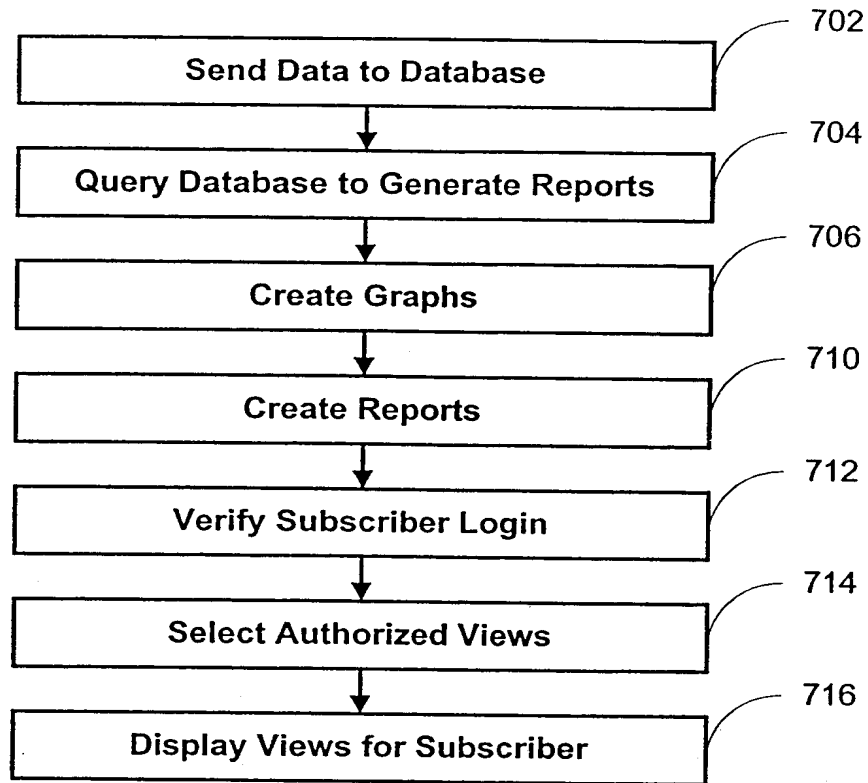 702
Send Data to Database
704
Query Database to Generate Reports
706
Create Graphs
710
Create Reports
712
Verify Subscriber Login
714
Select Authorized Views
716
Display Views for Subscriber